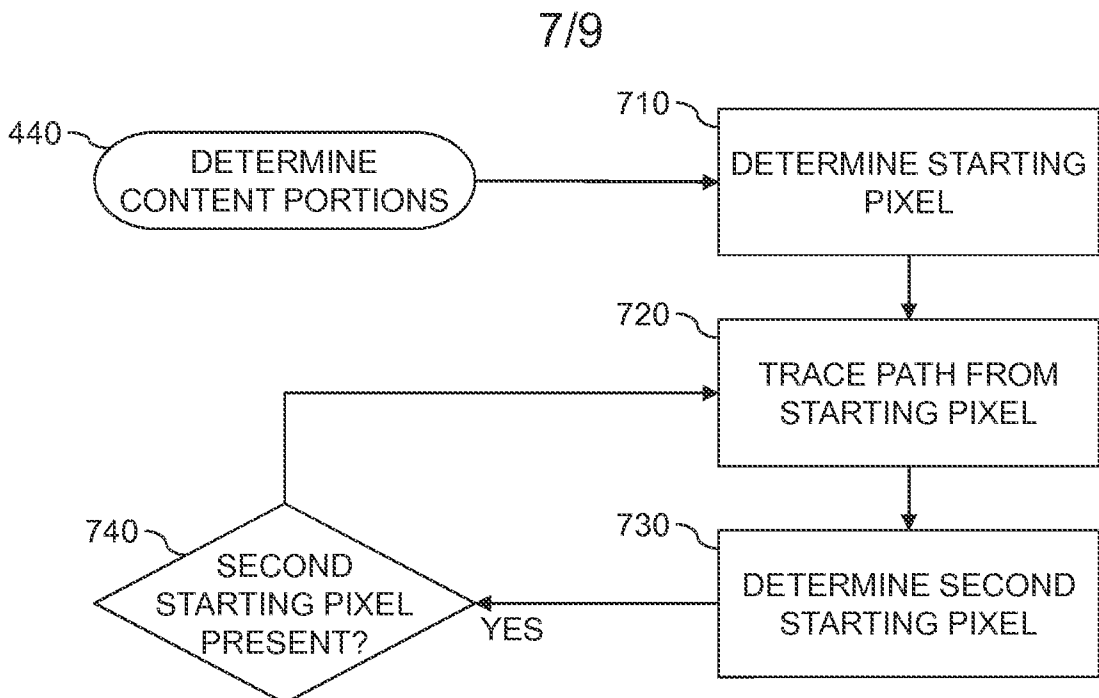 7/9
440
DETERMINE
CONTENT PORTIONS
710
DETERMINE STARTING
PIXEL
720
TRACE PATH FROM
STARTING PIXEL
740
SECOND
STARTING PIXEL
PRESENT?
YES
730
DETERMINE SECOND
STARTING PIXEL